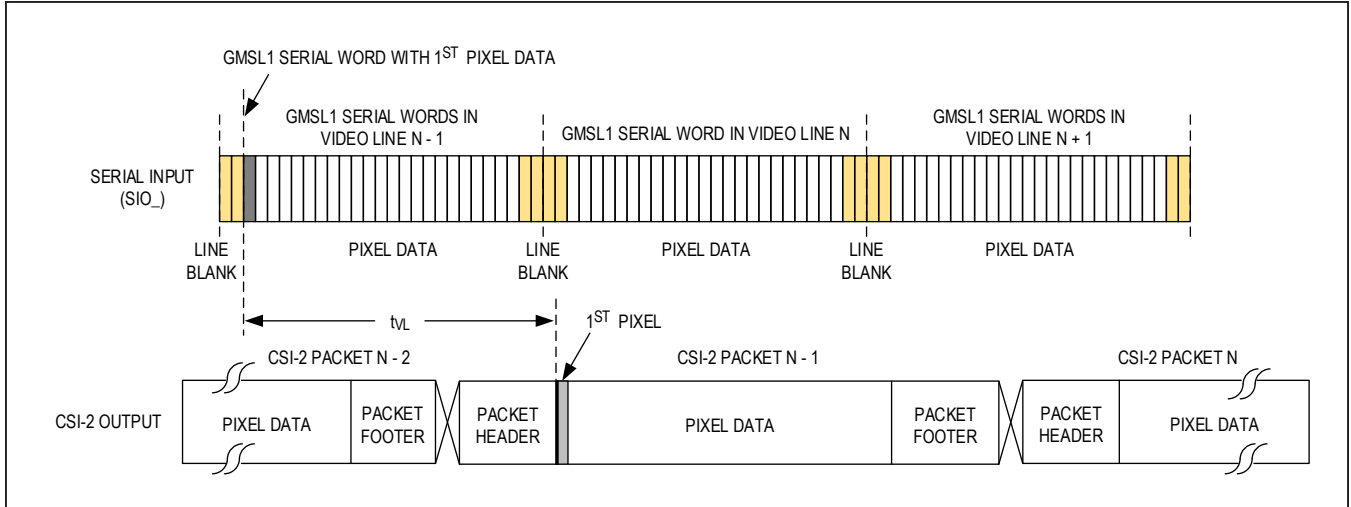 GMSL1 SERIAL WORD WITH 1ST PIXEL DATA
GMSL1 SERIAL WORDS IN
VIDEO LINE N - 1
GMSL1 SERIAL WORD IN VIDEO LINE N
GMSL1 SERIAL WORDS IN
VIDEO LINE N + 1
SERIAL INPUT
(SIO_)
LINE
BLANK
PIXEL DATA
LINE
BLANK
PIXEL DATA
LINE
BLANK
PIXEL DATA
tVL
1ST PIXEL
CSI-2 PACKET N - 2
CSI-2 PACKET N - 1
CSI-2 PACKET N
CSI-2 OUTPUT
PIXEL DATA
PACKET
FOOTER
PACKET
HEADER
PIXEL DATA
PACKET
FOOTER
PACKET
HEADER
PIXEL DATA